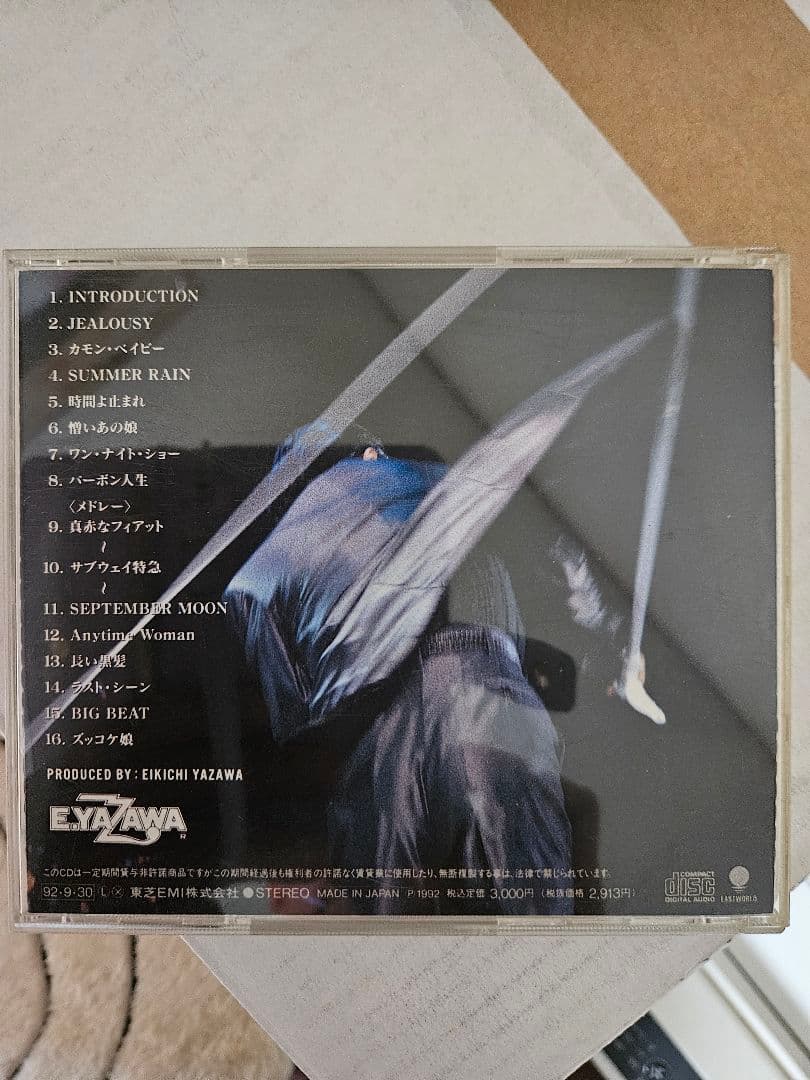 1. INTRODUCTION
2. JEALOUSY
3. カモン・ベイビー
4. SUMMER RAIN
5. 時間よ止まれ
6. 憎いあの娘
7. ワン・ナイト・ショー
8. バーボン人生
〈メドレー〉
9. 真赤なフィアット
〜
10. サブウェイ特急
〜
11. SEPTEMBER MOON
12. Anytime Woman
13. 長い黒髪
14. ラスト・シーン
15. BIG BEAT
16. ズッコケ娘
PRODUCED BY: EIKICHI YAZAWA
E.YAZAWA
R
このCDは一定期間貸与非許諾商品ですがこの期間経過後も権利者の許諾なく賃貸業に使用したり、無断複製する事は、法律で禁じられています。
92・9・30 Ⓛ Ⓧ 東芝EMI株式会社 ●STEREO MADE IN JAPAN P 1992 税込定価 3,000円 (税抜価格 2,913円)
COMPACT
disc
DIGITAL AUDIO
EASTWORLD